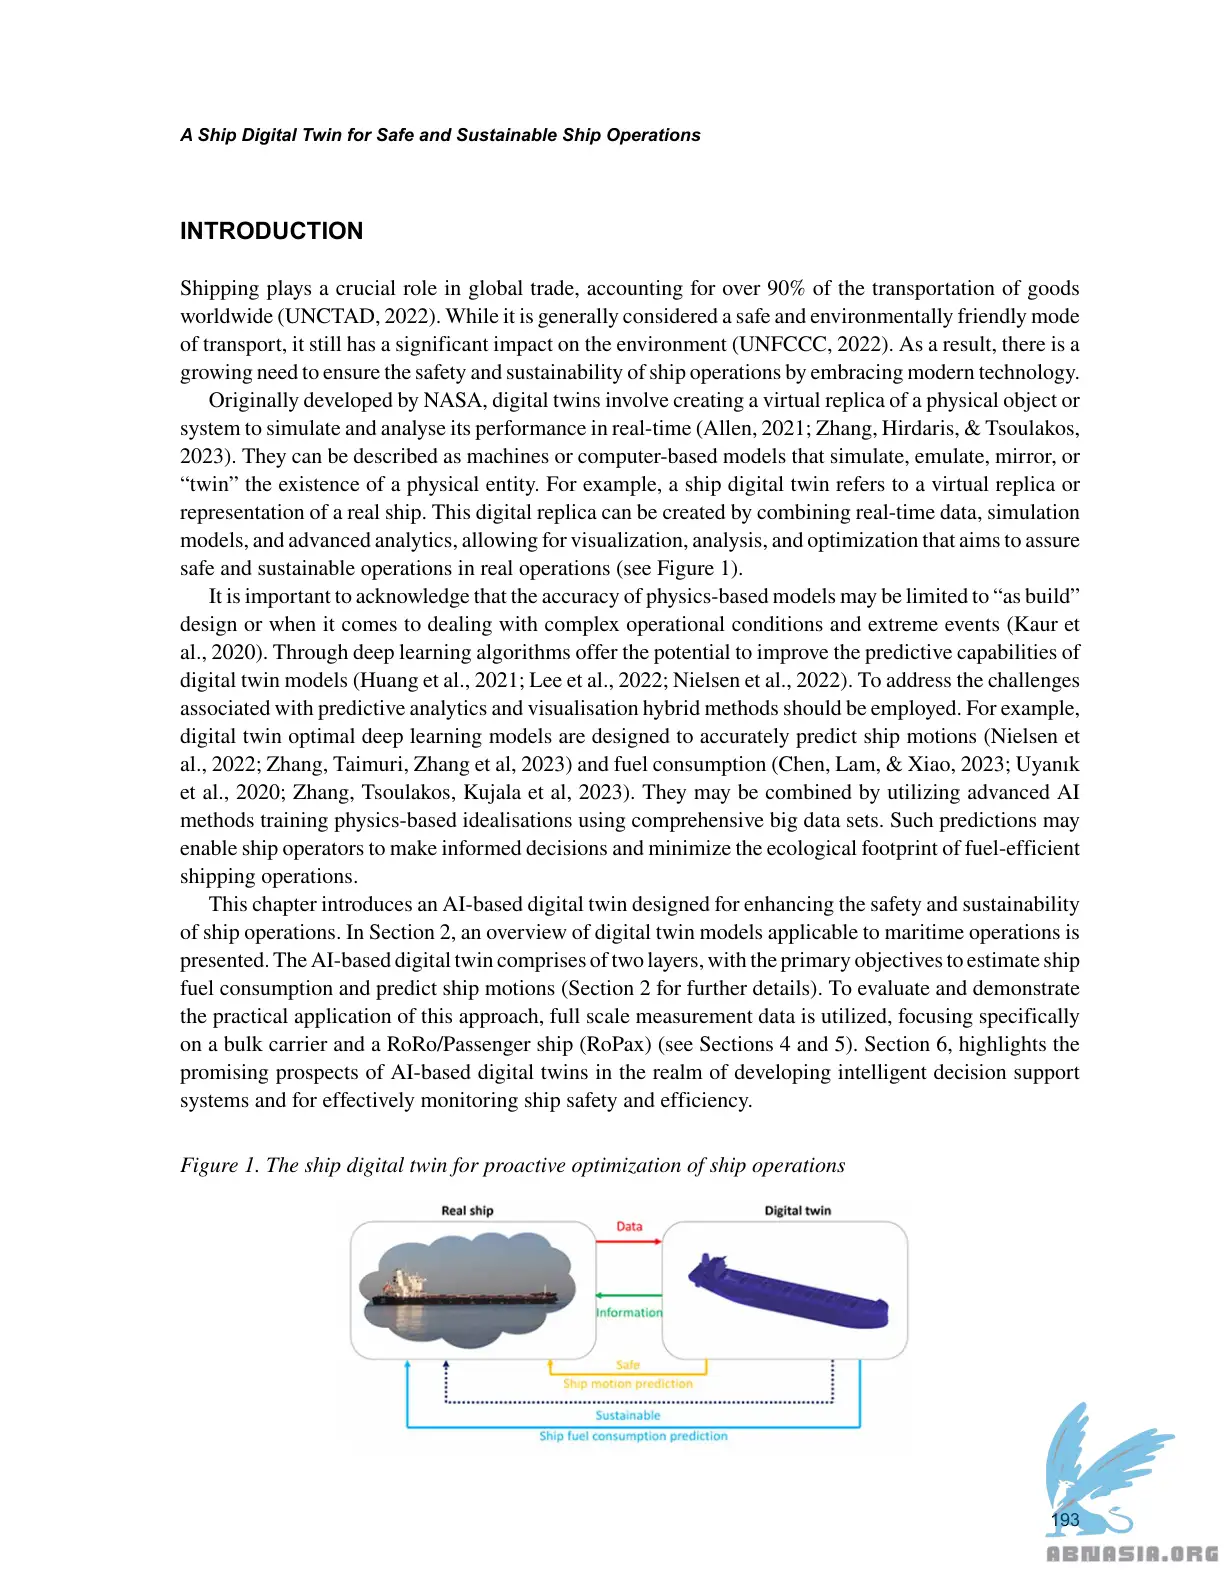 A Ship Digital Twin for Safe and Sustainable Ship Operations
INTRODUCTION
Shipping plays a crucial role in global trade, accounting for over 90% of the transportation of goods
worldwide (UNCTAD, 2022). While it is generally considered a safe and environmentally friendly mode
of transport, it still has a significant impact on the environment (UNFCCC, 2022). As a result, there is a
growing need to ensure the safety and sustainability of ship operations by embracing modern technology.
Originally developed by NASA, digital twins involve creating a virtual replica of a physical object or
system to simulate and analyse its performance in real-time (Allen, 2021; Zhang, Hirdaris, & Tsoulakos,
2023). They can be described as machines or computer-based models that simulate, emulate, mirror, or
“twin” the existence of a physical entity. For example, a ship digital twin refers to a virtual replica or
representation of a real ship. This digital replica can be created by combining real-time data, simulation
models, and advanced analytics, allowing for visualization, analysis, and optimization that aims to assure
safe and sustainable operations in real operations (see Figure 1).
It is important to acknowledge that the accuracy of physics-based models may be limited to “as build”
design or when it comes to dealing with complex operational conditions and extreme events (Kaur et
al., 2020). Through deep learning algorithms offer the potential to improve the predictive capabilities of
digital twin models (Huang et al., 2021; Lee et al., 2022; Nielsen et al., 2022). To address the challenges
associated with predictive analytics and visualisation hybrid methods should be employed. For example,
digital twin optimal deep learning models are designed to accurately predict ship motions (Nielsen et
al., 2022; Zhang, Taimuri, Zhang et al, 2023) and fuel consumption (Chen, Lam, & Xiao, 2023; Uyanık
et al., 2020; Zhang, Tsoulakos, Kujala et al, 2023). They may be combined by utilizing advanced AI
methods training physics-based idealisations using comprehensive big data sets. Such predictions may
enable ship operators to make informed decisions and minimize the ecological footprint of fuel-efficient
shipping operations.
This chapter introduces an AI-based digital twin designed for enhancing the safety and sustainability
of ship operations. In Section 2, an overview of digital twin models applicable to maritime operations is
presented. The AI-based digital twin comprises of two layers, with the primary objectives to estimate ship
fuel consumption and predict ship motions (Section 2 for further details). To evaluate and demonstrate
the practical application of this approach, full scale measurement data is utilized, focusing specifically
on a bulk carrier and a RoRo/Passenger ship (RoPax) (see Sections 4 and 5). Section 6, highlights the
promising prospects of AI-based digital twins in the realm of developing intelligent decision support
systems and for effectively monitoring ship safety and efficiency.
Figure 1. The ship digital twin for proactive optimization of ship operations
Real ship
Digital twin
Data
Information
Safe
Ship motion prediction
Sustainable
Ship fuel consumption prediction
193
ABNASIA.ORG